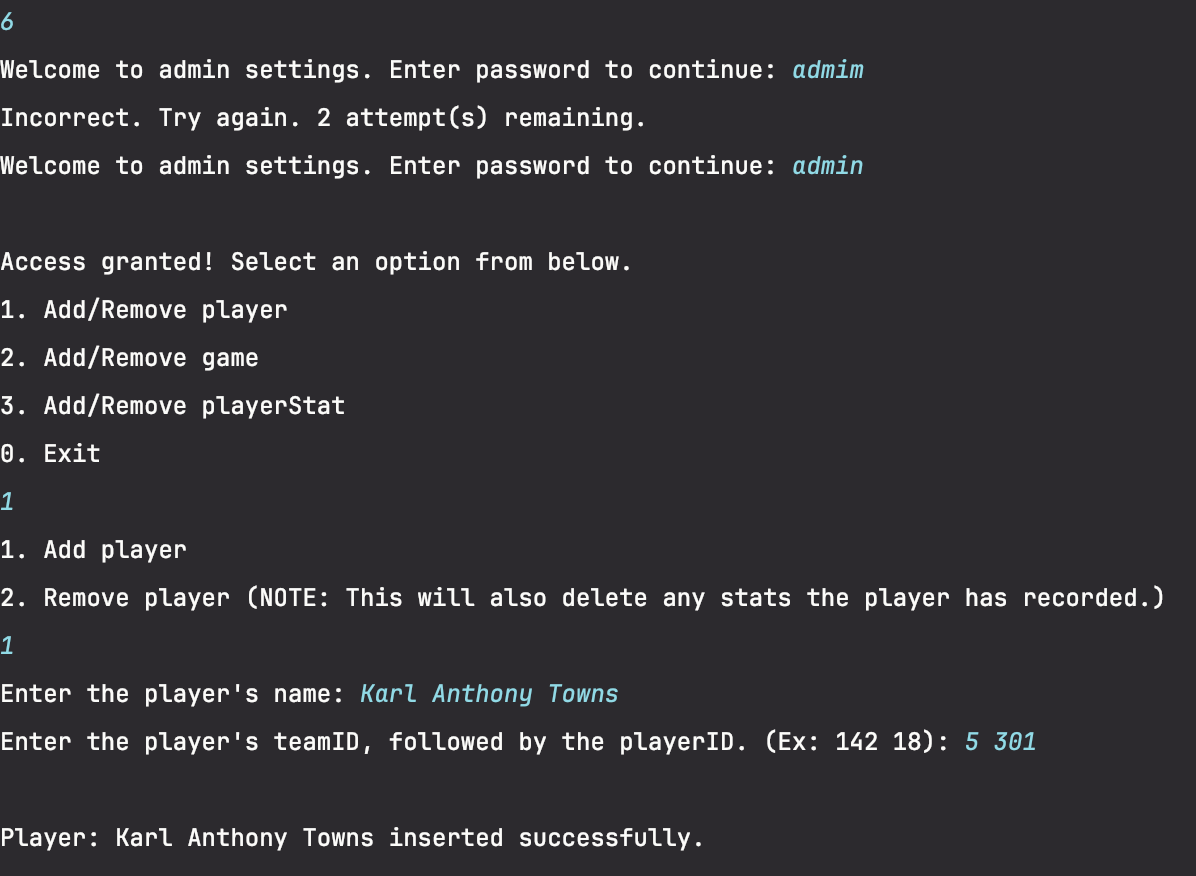 6
Welcome to admin settings. Enter password to continue: admim
Incorrect. Try again. 2 attempt(s) remaining.
Welcome to admin settings. Enter password to continue: admin
Access granted! Select an option from below.
1. Add/Remove player
2. Add/Remove game
3. Add/Remove playerStat
0. Exit
1
1. Add player
2. Remove player (NOTE: This will also delete any stats the player has recorded.)
1
Enter the player's name: Karl Anthony Towns
Enter the player's teamID, followed by the playerID. (Ex: 142 18): 5 301
Player: Karl Anthony Towns inserted successfully.